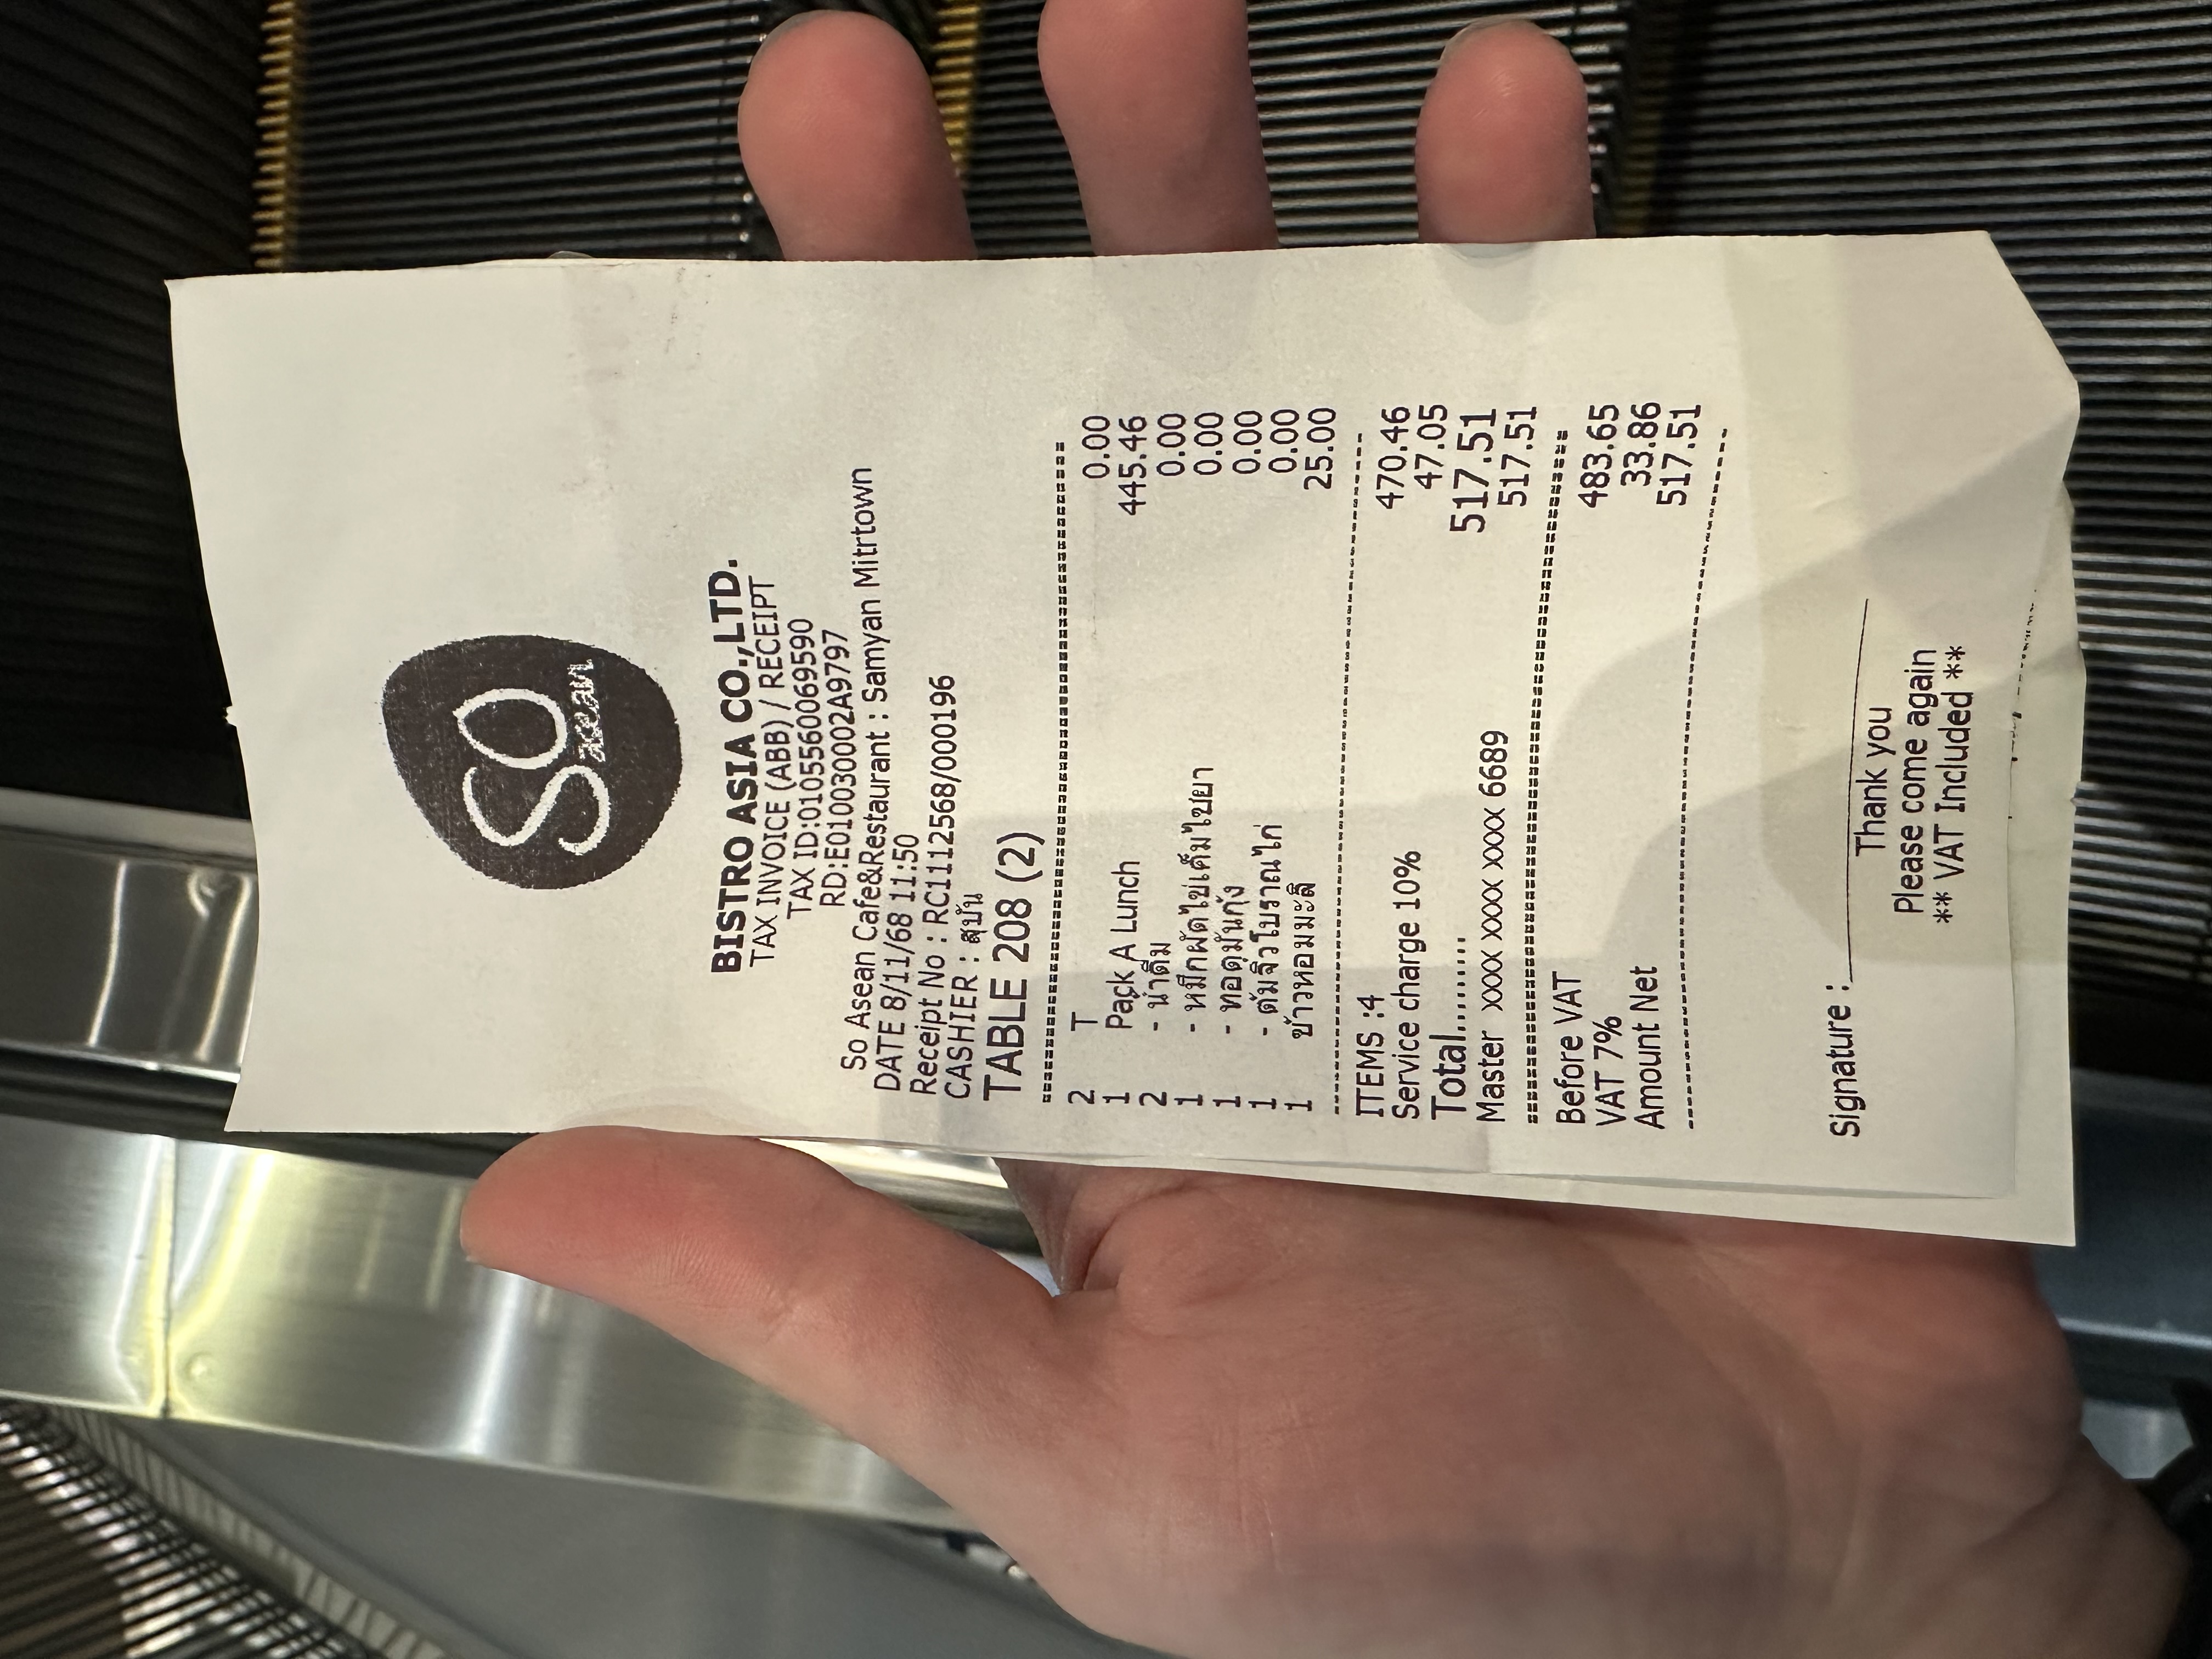 SO
asean
BISTRO ASIA CO.,LTD.
TAX INVOICE (ABB) / RECEIPT
TAX ID:0105560069590
RD:E010030002A9797
So Asean Cafe&Restaurant : Samyan Mitrtown
DATE 8/11/68 11:50
Receipt No : RC1112568/000196
CASHIER : สุบัน
TABLE 208 (2)
2 T 0.00
1 Pack A Lunch 445.46
2 - น้ำดื่ม 0.00
1 - หมึกผัดไข่เค็มไชยา 0.00
1 - ทอดมันกุ้ง 0.00
1 - ต้มจิ๋วโบราณไก่ 0.00
1 ข้าวหอมมะลิ 25.00
ITEMS :4 470.46
Service charge 10% 47.05
Total......... 517.51
Master xxxx xxxx xxxx 6689 517.51
Before VAT 483.65
VAT 7% 33.86
Amount Net 517.51
Signature :
Thank you
Please come again
** VAT Included **